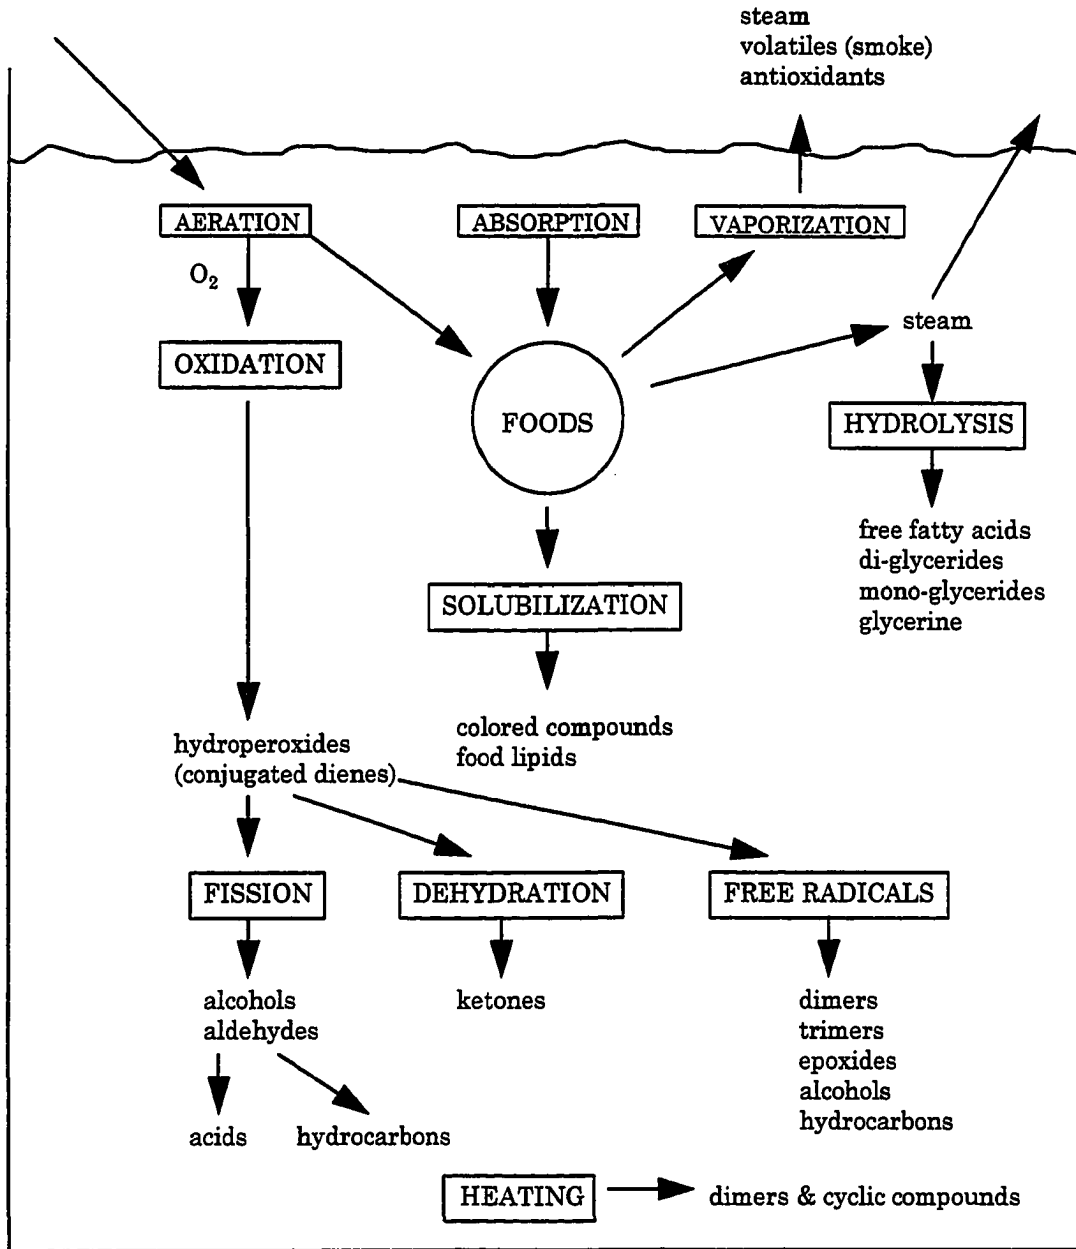 steam
volatiles (smoke)
antioxidants
AERATION
ABSORPTION
VAPORIZATION
O₂
steam
OXIDATION
FOODS
HYDROLYSIS
free fatty acids
di-glycerides
mono-glycerides
glycerine
SOLUBILIZATION
colored compounds
food lipids
hydroperoxides
(conjugated dienes)
FISSION
DEHYDRATION
FREE RADICALS
alcohols
aldehydes
ketones
dimers
trimers
epoxides
alcohols
hydrocarbons
acids
hydrocarbons
HEATING
dimers & cyclic compounds